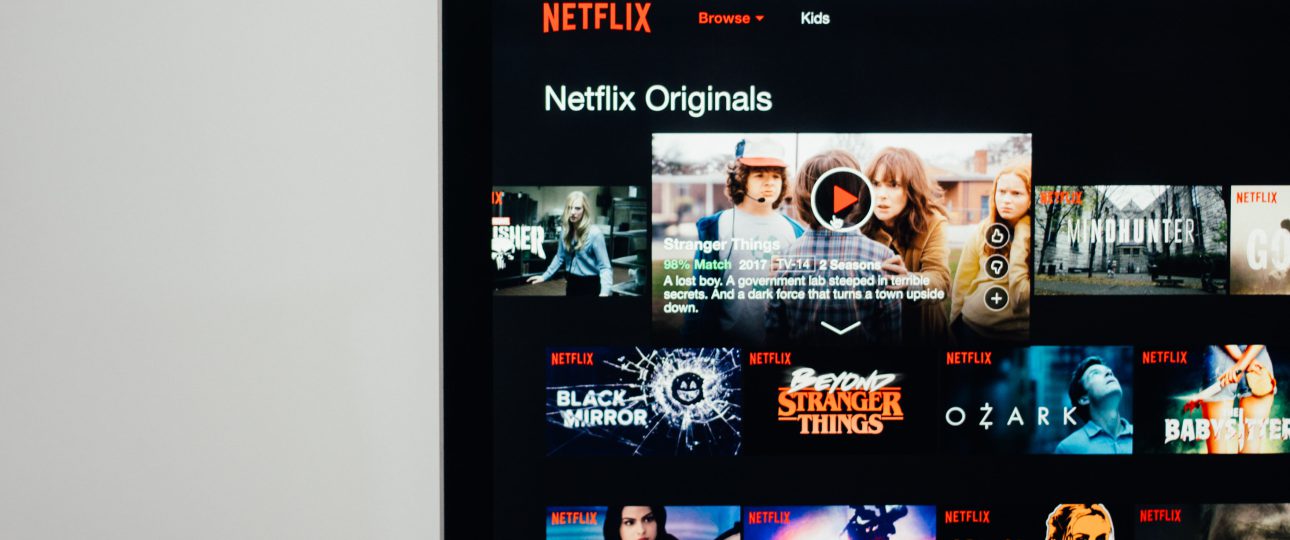 NETFLIX Browse Kids
Netflix Originals
NETFLIX
MINDHUNTER
NETFLIX
GO
ISHER
Stranger Things
98% Match 2017 TV-14 2 Seasons
A lost boy. A government lab steeped in terrible
secrets. And a dark force that turns a town upside
down.
NETFLIX
BLACK
MIRROR
NETFLIX
BEYOND
STRANGER
THINGS
NETFLIX
OZARK
NETFLIX
THE
BABYSITTER
NETFLIX
NETFLIX
NETFLIX
NETFLIX